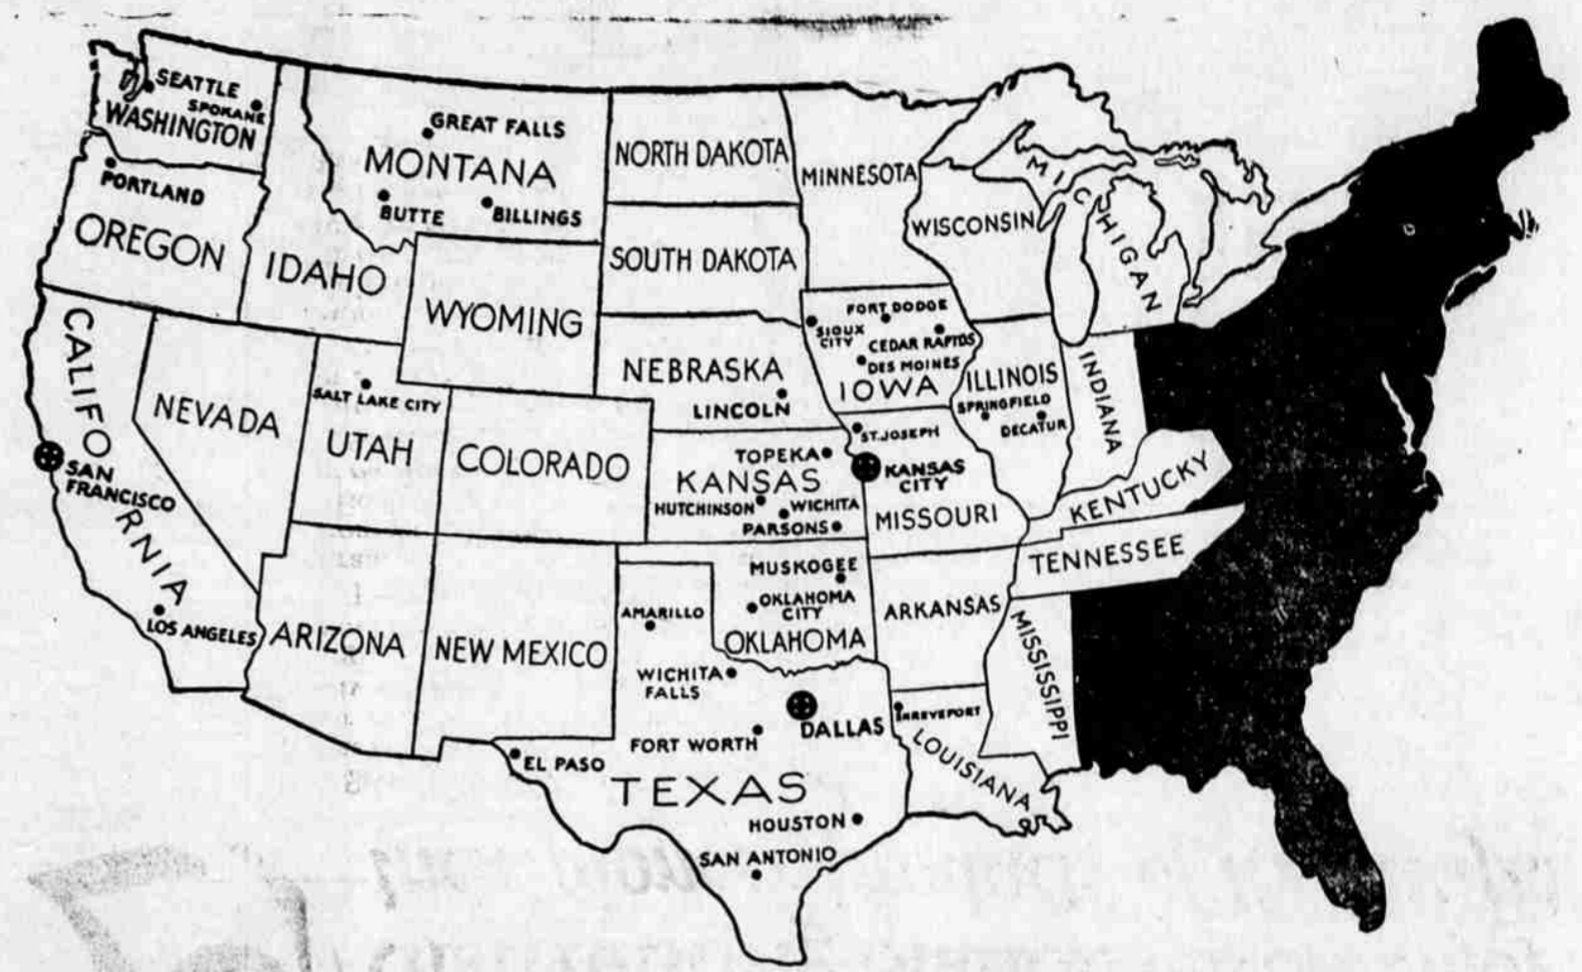 SEATTLE
SPOKANE
WASHINGTON
PORTLAND
OREGON
IDAHO
GREAT FALLS
MONTANA
BUTTE
BILLINGS
WYOMING
NORTH DAKOTA
SOUTH DAKOTA
MINNESOTA
WISCONSIN
MICHIGAN
CALIFORNIA
SAN
FRANCISCO
LOS ANGELES
NEVADA
SALT LAKE CITY
UTAH
COLORADO
NEBRASKA
LINCOLN
FORT DODGE
SIOUX
CITY
CEDAR RAPIDS
DES MOINES
IOWA
ILLINOIS
SPRINGFIELD
DECATUR
INDIANA
ST. JOSEPH
TOPEKA
KANSAS
HUTCHINSON
WICHITA
PARSONS
KANSAS
CITY
MISSOURI
KENTUCKY
TENNESSEE
ARIZONA
NEW MEXICO
MUSKOGEE
OKLAHOMA
CITY
OKLAHOMA
ARKANSAS
MISSISSIPPI
AMARILLO
WICHITA
FALLS
DALLAS
FORT WORTH
EL PASO
TEXAS
HOUSTON
SAN ANTONIO
SHREVEPORT
LOUISIANA